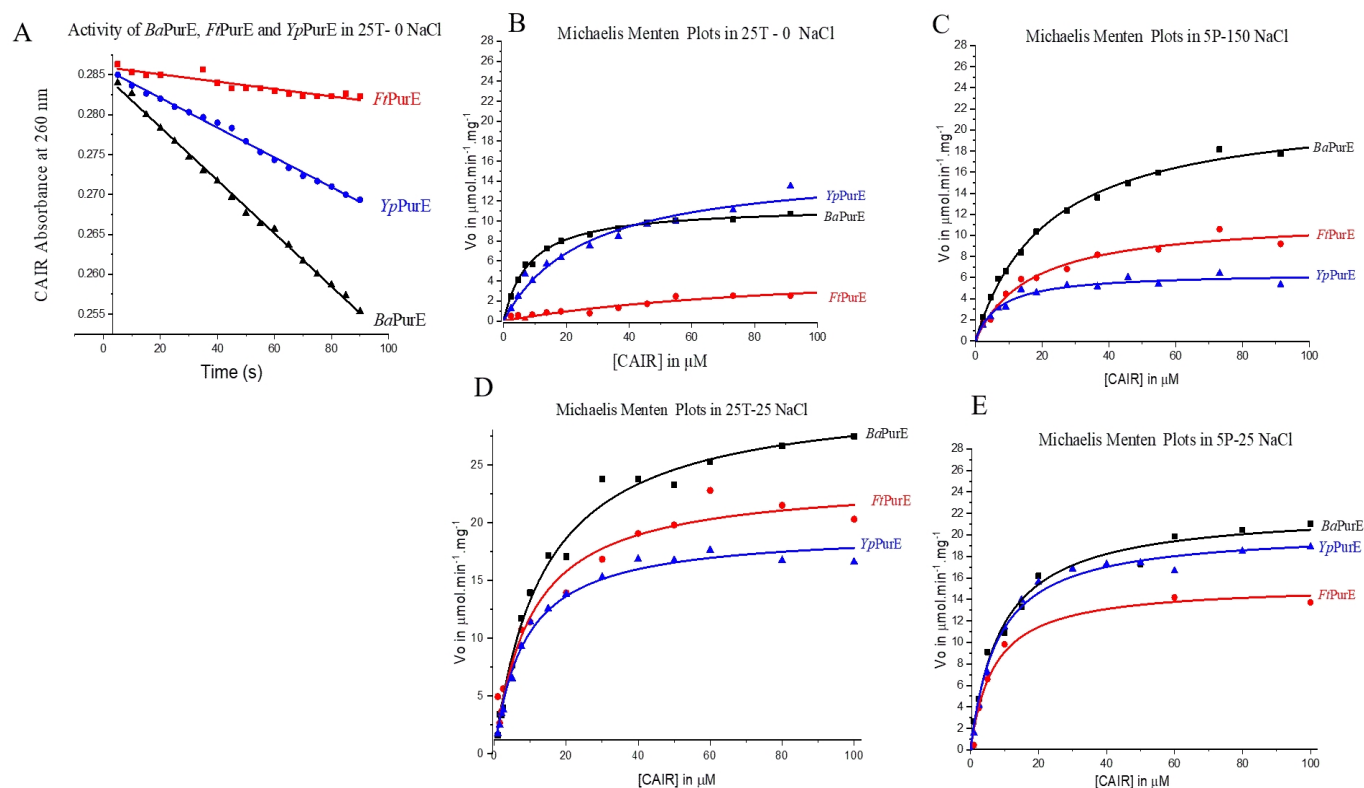 A
Activity of BaPurE, FtPurE and YpPurE in 25T- 0 NaCl
0.285
0.280
0.275
0.270
0.265
0.260
0.255
CAIR Absorbance at 260 nm
FtPurE
YpPurE
BaPurE
0 20 40 60 80 100
Time (s)
B
Michaelis Menten Plots in 25T - 0 NaCl
28
26
24
22
20
18
16
14
12
10
8
6
4
2
0
Vo in μmol.min⁻¹.mg⁻¹
YpPurE
BaPurE
FtPurE
0 20 40 60 80 100
[CAIR] in μM
C
Michaelis Menten Plots in 5P-150 NaCl
28
26
24
22
20
18
16
14
12
10
8
6
4
2
0
Vo in μmol.min⁻¹.mg⁻¹
BaPurE
FtPurE
YpPurE
0 20 40 60 80 100
[CAIR] in μM
D
Michaelis Menten Plots in 25T-25 NaCl
25
20
15
10
5
0
Vo in μmol.min⁻¹.mg⁻¹
BaPurE
FtPurE
YpPurE
0 20 40 60 80 100
[CAIR] in μM
E
Michaelis Menten Plots in 5P-25 NaCl
28
26
24
22
20
18
16
14
12
10
8
6
4
2
0
Vo in μmol.min⁻¹.mg⁻¹
BaPurE
YpPurE
FtPurE
0 20 40 60 80 100
[CAIR] in μM